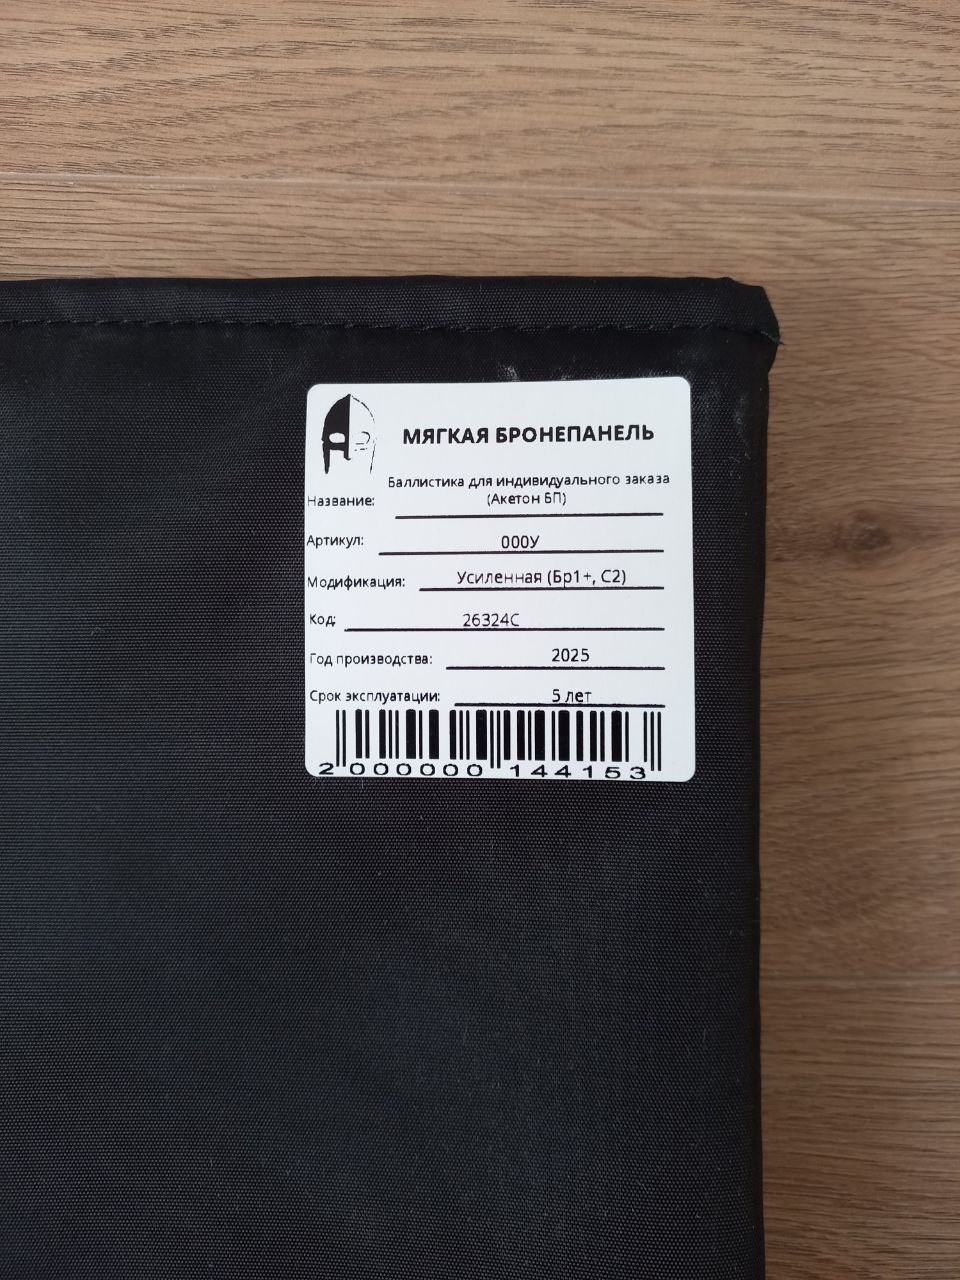 МЯГКАЯ БРОНЕПАНЕЛЬ
Баллистика для индивидуального заказа
Название: (Акетон БП)
Артикул: 000У
Модификация: Усиленная (Бр1+, С2)
Код: 26324С
Год производства: 2025
Срок эксплуатации: 5 лет
2 000000 144153